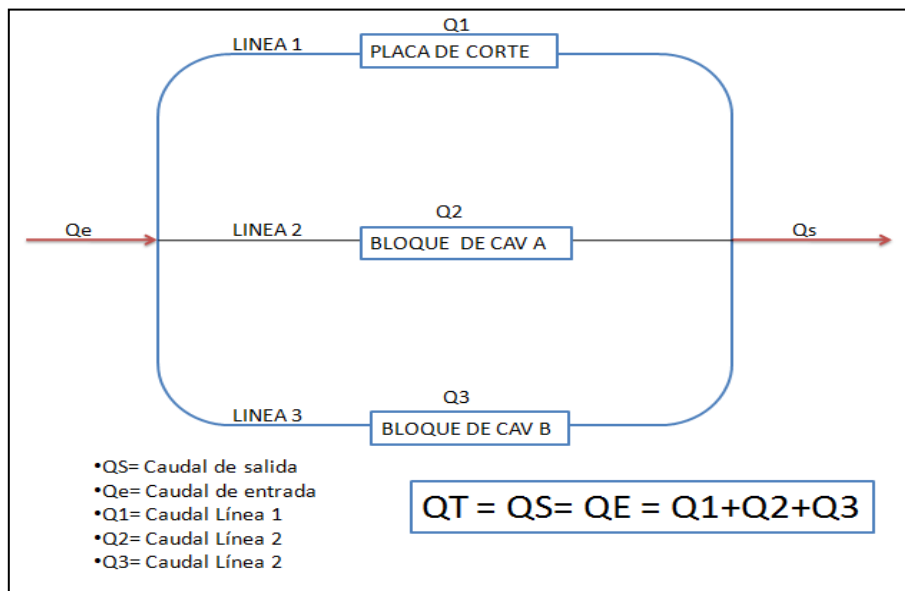 Q1
LINEA 1
PLACA DE CORTE
Q2
Qe
LINEA 2
BLOQUE DE CAV A
Qs
Q3
LINEA 3
BLOQUE DE CAV B
•QS= Caudal de salida
•Qe= Caudal de entrada
•Q1= Caudal Línea 1
•Q2= Caudal Línea 2
•Q3= Caudal Línea 2
QT = QS= QE = Q1+Q2+Q3